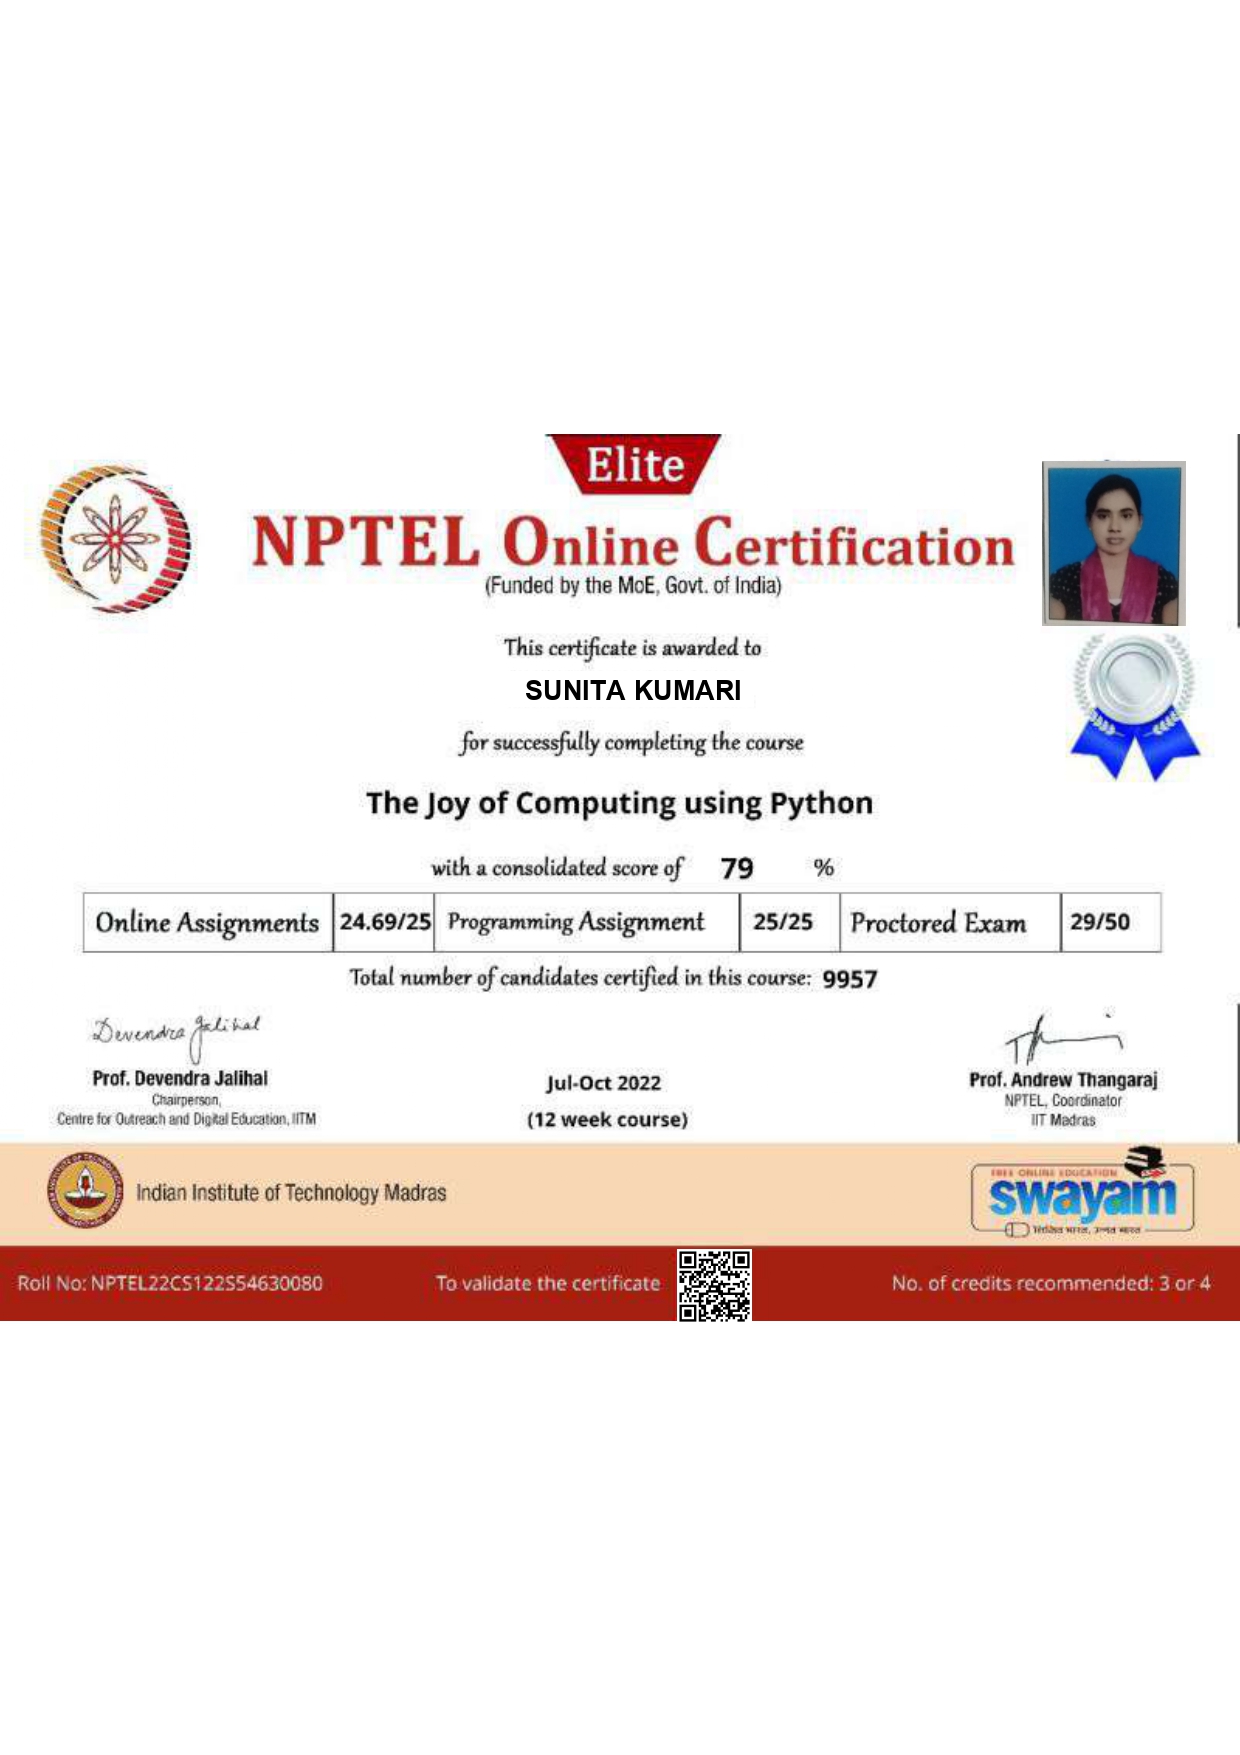 Elite
NPTEL Online Certification
(Funded by the MoE, Govt. of India)
This certificate is awarded to
SUNITA KUMARI
for successfully completing the course
The Joy of Computing using Python
with a consolidated score of 79 %
Online Assignments 24.69/25 Programming Assignment 25/25 Proctored Exam 29/50
Total number of candidates certified in this course: 9957
Devendra Jalihal
Prof. Devendra Jalihal
Chairperson,
Centre for Outreach and Digital Education, IITM
Jul-Oct 2022
(12 week course)
Prof. Andrew Thangaraj
NPTEL, Coordinator
IIT Madras
Indian Institute of Technology Madras
FREE ONLINE EDUCATION
swayam
शिक्षित भारत, उन्नत भारत
Roll No: NPTEL22CS122S54630080
To validate the certificate
No. of credits recommended: 3 or 4